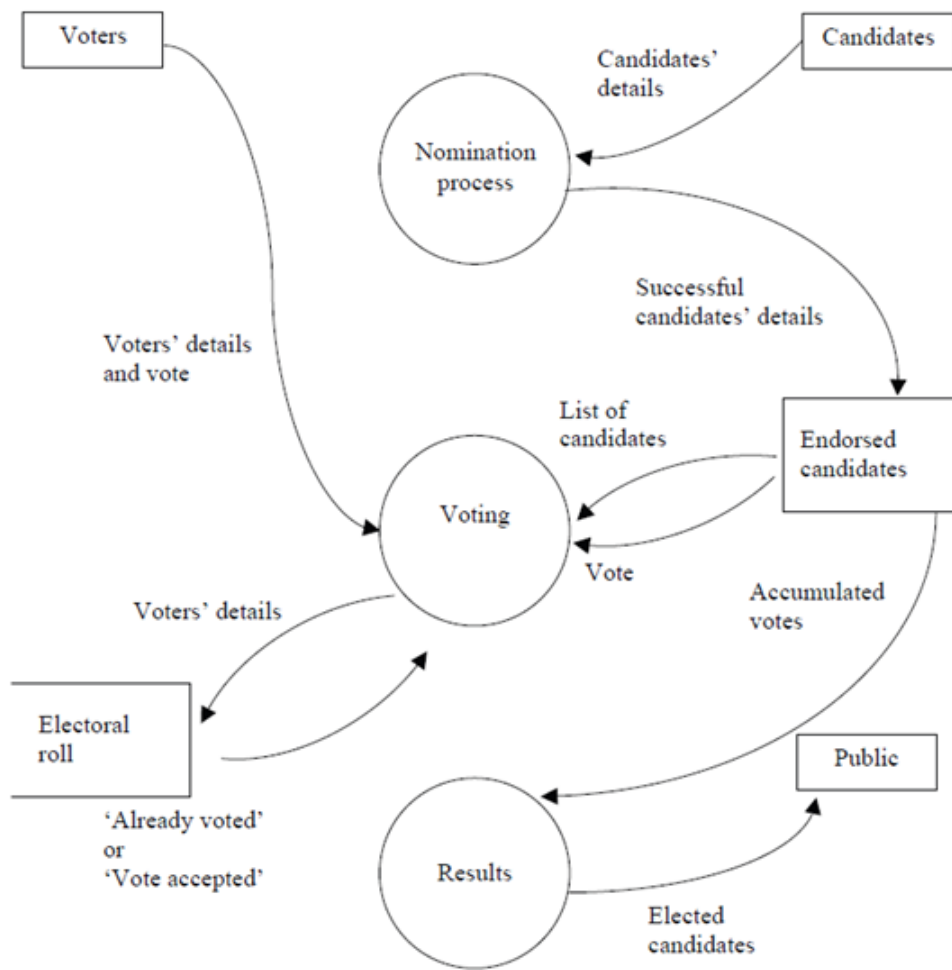 Voters
Candidates
Candidates’
details
Nomination
process
Successful
candidates’ details
Voters’ details
and vote
List of
candidates
Endorsed
candidates
Voting
Vote
Accumulated
votes
Voters’ details
Electoral
roll
Public
‘Already voted’
or
‘Vote accepted’
Results
Elected
candidates